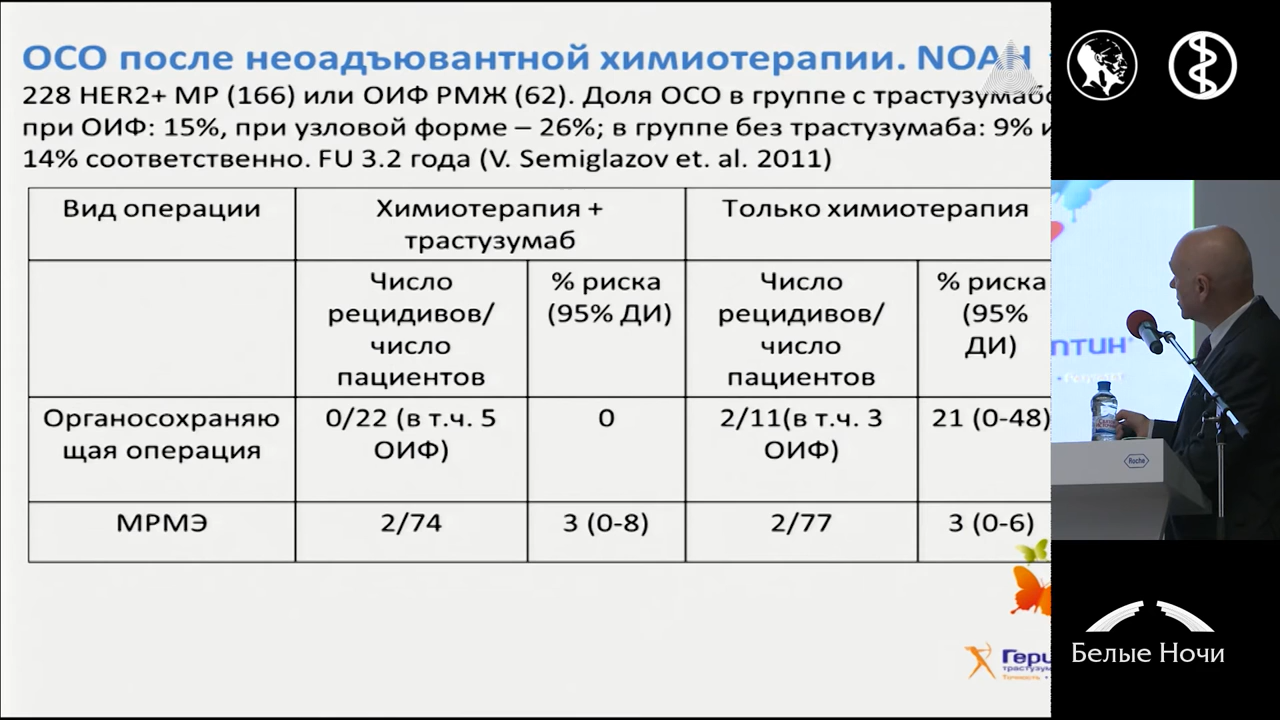 ОСО после неоадъювантной химиотерапии. NOAH
228 HER2+ МР (166) или ОИФ РМЖ (62). Доля ОСО в группе с
при ОИФ: 15%, при узловой форме – 26%; в группе без трастузумаба: 9% и
14% соответственно. FU 3.2 года (V. Semiglazov et. al. 2011)
Вид операции
Химиотерапия +
трастузумаб
Только химиотерапия
Число
рецидивов/
число
пациентов
% риска
(95% ДИ)
Число
рецидивов/
число
пациентов
% риска
(95%
ДИ)
Органосохраняю
щая операция
0/22 (в т.ч. 5
ОИФ)
0
2/11(в т.ч. 3
ОИФ)
21 (0-48)
МРМЭ
2/74
3 (0-8)
2/77
3 (0-6)
Roche
Белые Ночи